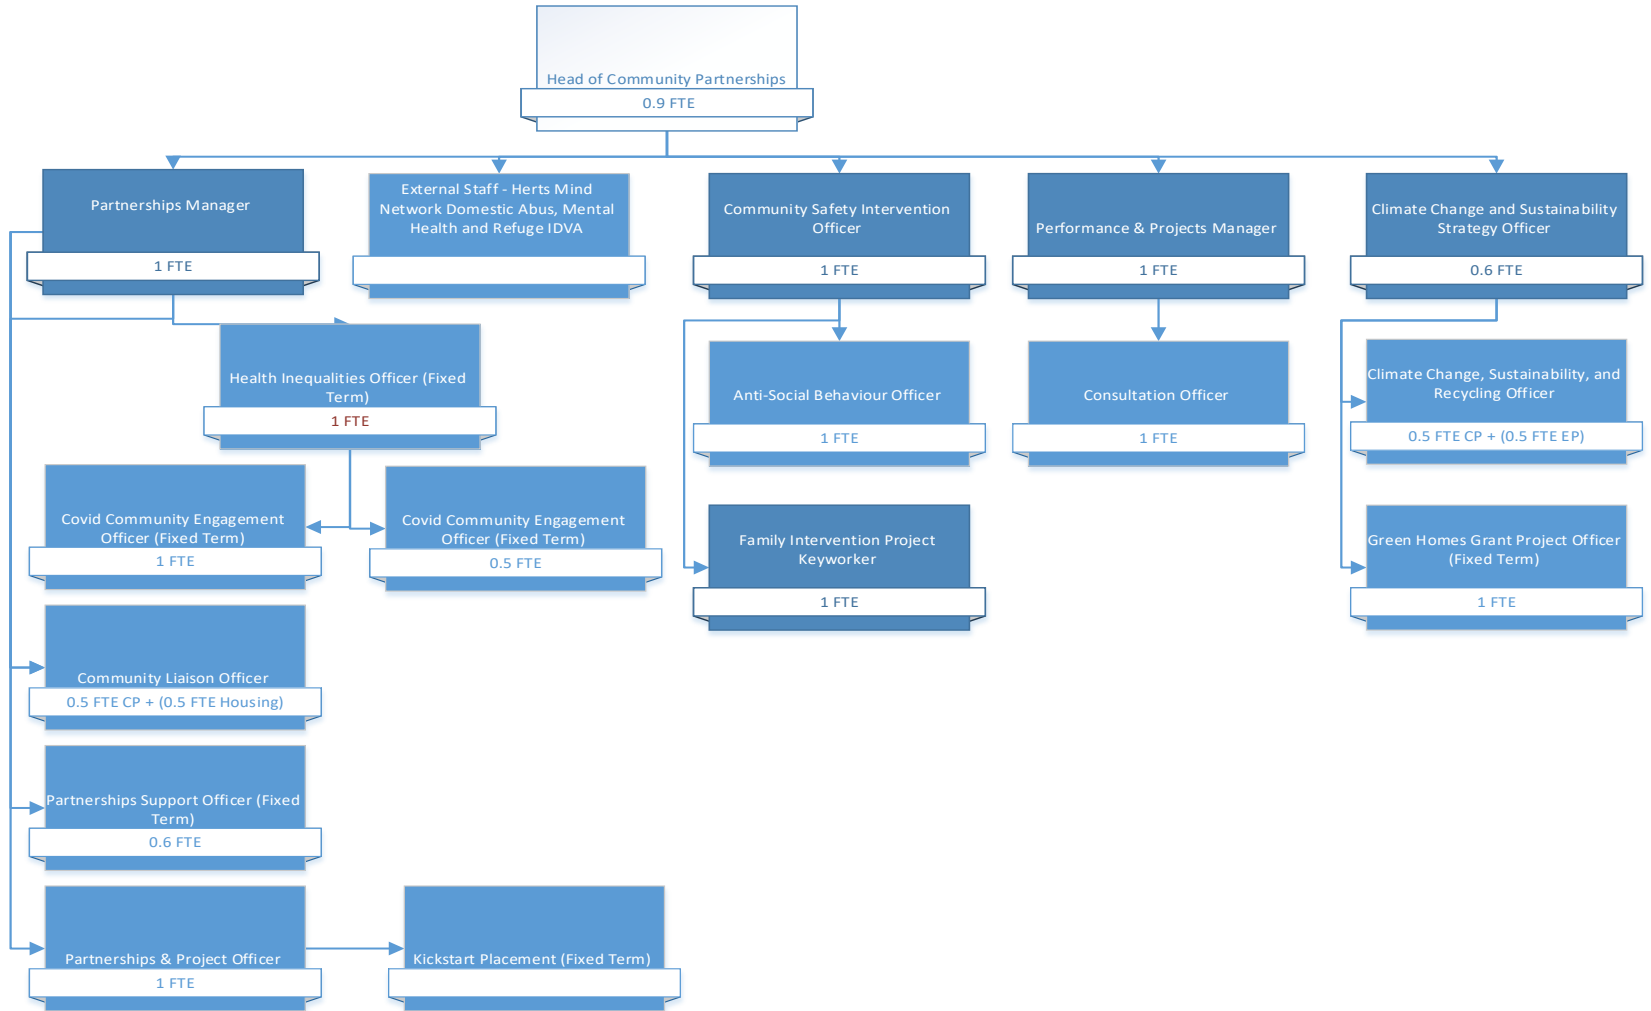 Head of Community Partnerships
0.9 FTE
Partnerships Manager
1 FTE
External Staff - Herts Mind
Network Domestic Abus, Mental
Health and Refuge IDVA
Community Safety Intervention
Officer
1 FTE
Performance & Projects Manager
1 FTE
Climate Change and Sustainability
Strategy Officer
0.6 FTE
Health Inequalities Officer (Fixed
Term)
1 FTE
Anti-Social Behaviour Officer
1 FTE
Consultation Officer
1 FTE
Climate Change, Sustainability, and
Recycling Officer
0.5 FTE CP + (0.5 FTE EP)
Covid Community Engagement
Officer (Fixed Term)
1 FTE
Covid Community Engagement
Officer (Fixed Term)
0.5 FTE
Family Intervention Project
Keyworker
1 FTE
Green Homes Grant Project Officer
(Fixed Term)
1 FTE
Community Liaison Officer
0.5 FTE CP + (0.5 FTE Housing)
Partnerships Support Officer (Fixed
Term)
0.6 FTE
Partnerships & Project Officer
1 FTE
Kickstart Placement (Fixed Term)